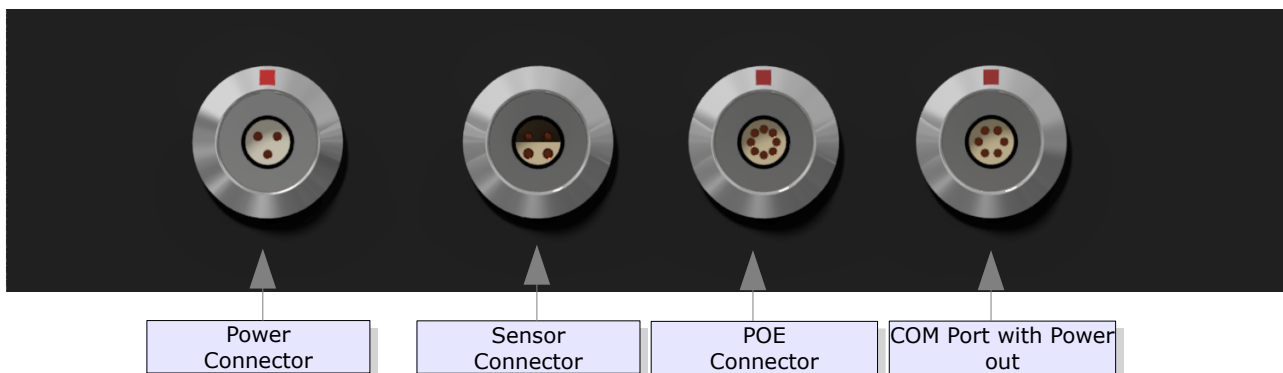 Power
Connector
Sensor
Connector
POE
Connector
COM Port with Power
out